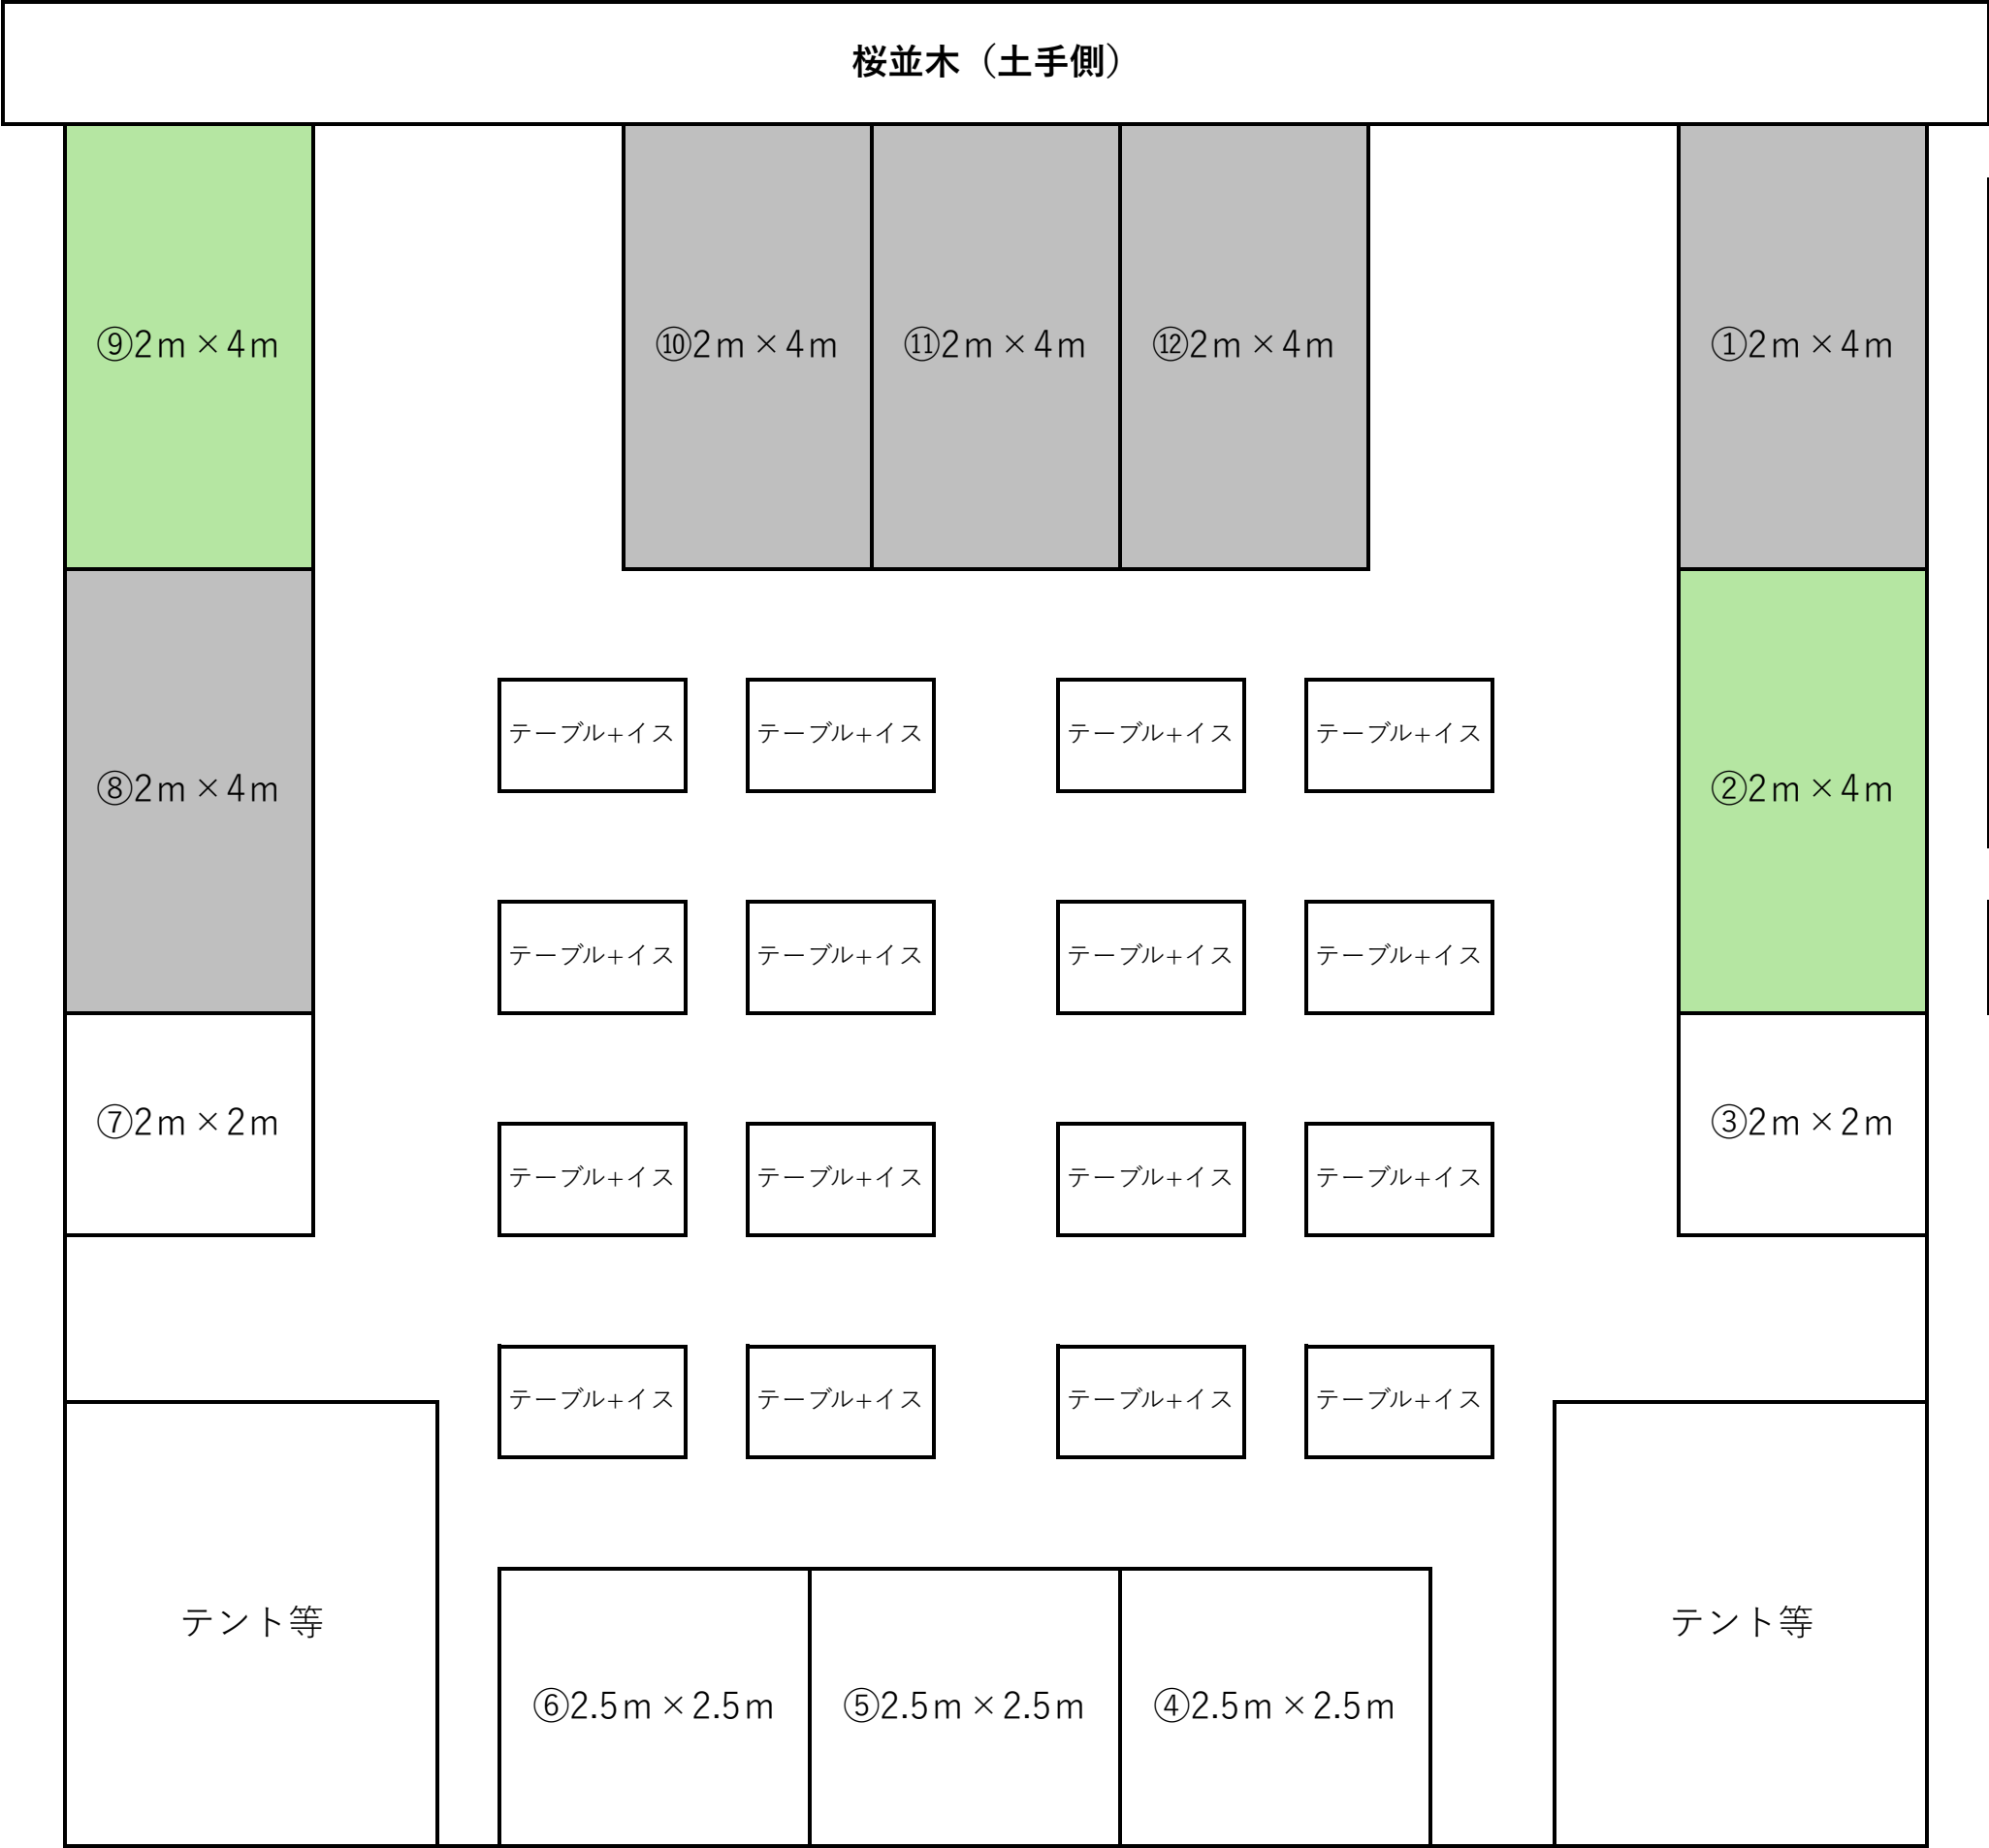 桜並木（土手側）
⑨2m×4m
⑩2m×4m
⑪2m×4m
⑫2m×4m
①2m×4m
テーブル+イス
テーブル+イス
テーブル+イス
テーブル+イス
⑧2m×4m
②2m×4m
テーブル+イス
テーブル+イス
テーブル+イス
テーブル+イス
⑦2m×2m
③2m×2m
テーブル+イス
テーブル+イス
テーブル+イス
テーブル+イス
テーブル+イス
テーブル+イス
テーブル+イス
テーブル+イス
テント等
テント等
⑥2.5m×2.5m
⑤2.5m×2.5m
④2.5m×2.5m